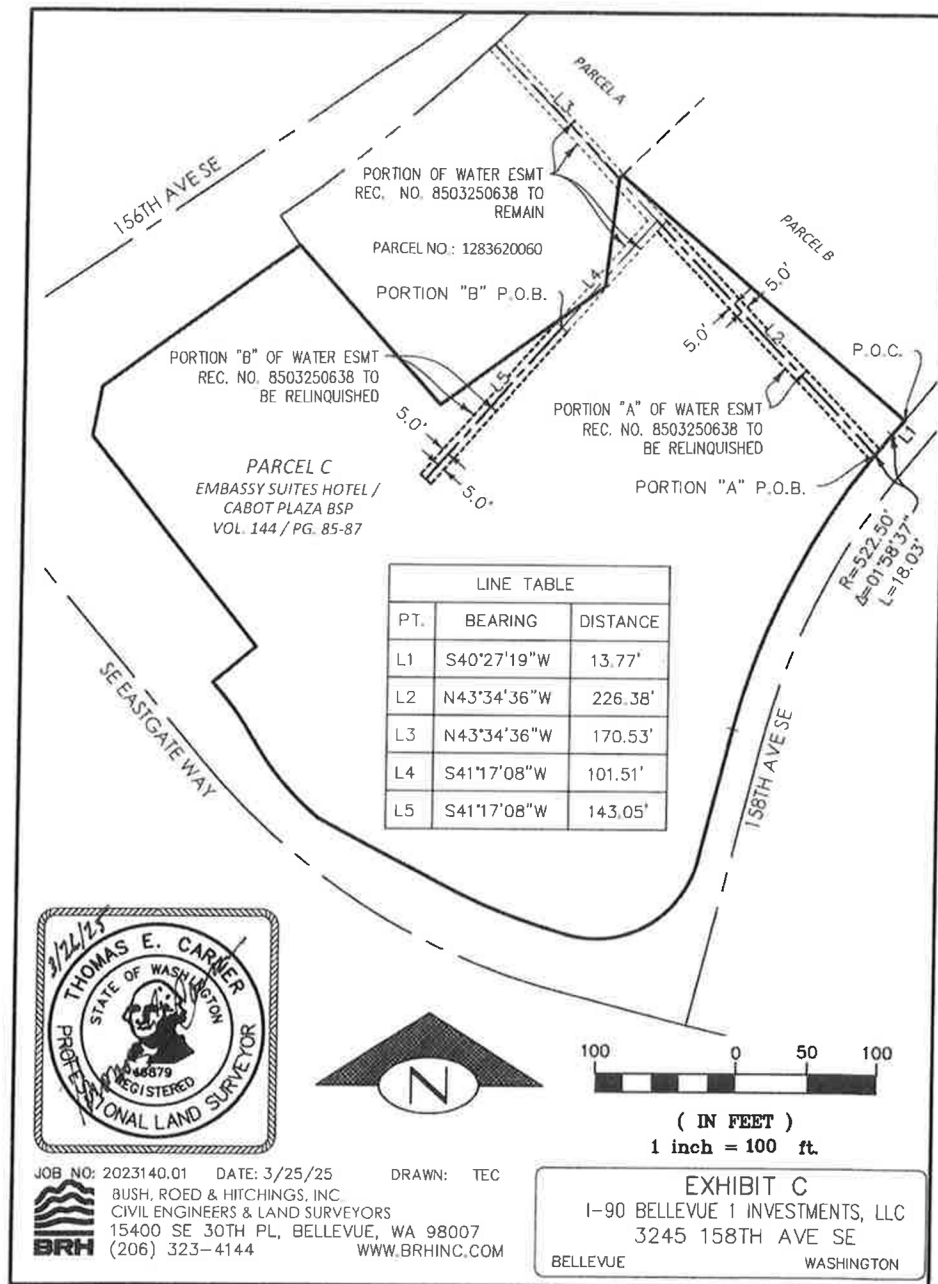 156TH AVE SE
PARCEL A
L3
PORTION OF WATER ESMT
REC. NO. 8503250638 TO
REMAIN
PARCEL NO.: 1283620060
PORTION "B" P.O.B.
L4
PARCEL B
5.0'
5.0'
L2
P.O.C.
L1
PORTION "B" OF WATER ESMT
REC. NO. 8503250638 TO
BE RELINQUISHED
L5
5.0'
5.0'
PORTION "A" OF WATER ESMT
REC. NO. 8503250638 TO
BE RELINQUISHED
PORTION "A" P.O.B.
R=522.50'
Δ=01°58'37"
L=18.03'
PARCEL C
EMBASSY SUITES HOTEL /
CABOT PLAZA BSP
VOL. 144 / PG. 85-87
LINE TABLE
PT. BEARING DISTANCE
L1 S40°27'19"W 13.77'
L2 N43°34'36"W 226.38'
L3 N43°34'36"W 170.53'
L4 S41°17'08"W 101.51'
L5 S41°17'08"W 143.05'
SE EASTGATE WAY
158TH AVE SE
THOMAS E. CARNER
STATE OF WASHINGTON
REGISTERED
PROFESSIONAL LAND SURVEYOR
N
100 0 50 100
( IN FEET )
1 inch = 100 ft.
JOB NO: 2023140.01 DATE: 3/25/25 DRAWN: TEC
BRH
BUSH, ROED & HITCHINGS, INC.
CIVIL ENGINEERS & LAND SURVEYORS
15400 SE 30TH PL, BELLEVUE, WA 98007
(206) 323-4144 WWW.BRHINC.COM
EXHIBIT C
I-90 BELLEVUE 1 INVESTMENTS, LLC
3245 158TH AVE SE
BELLEVUE WASHINGTON